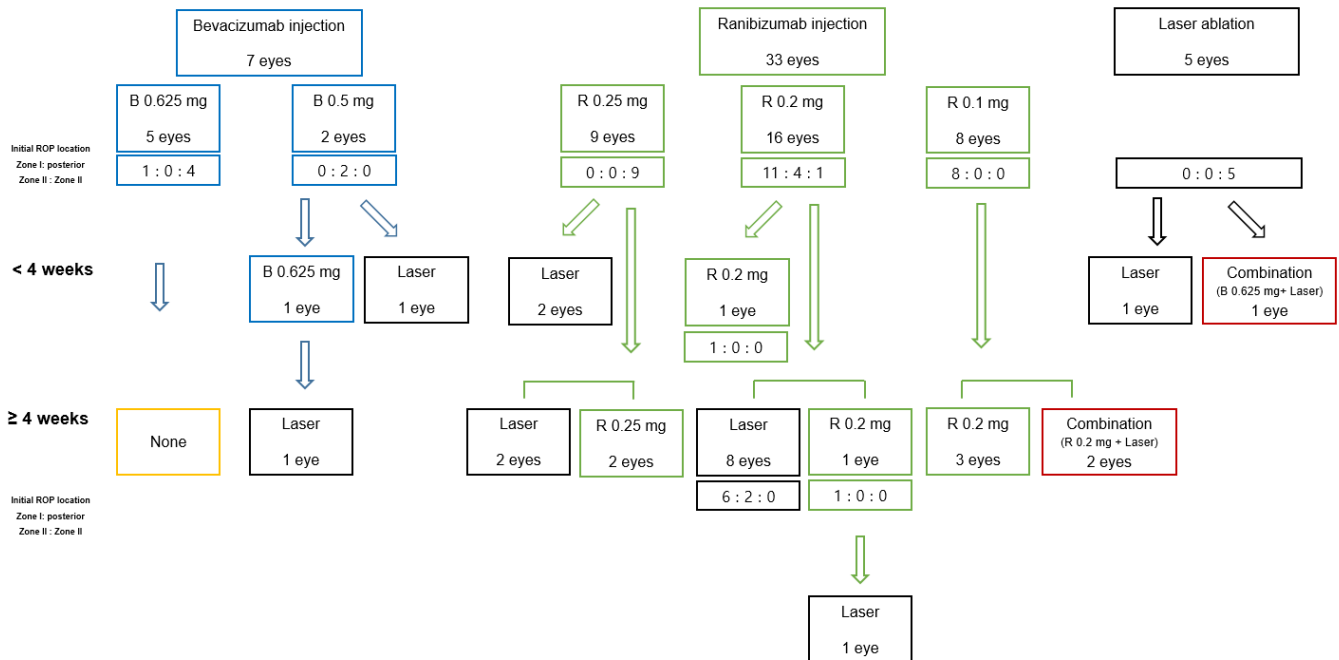 Bevacizumab injection
7 eyes
Ranibizumab injection
33 eyes
Laser ablation
5 eyes
B 0.625 mg
5 eyes
B 0.5 mg
2 eyes
R 0.25 mg
9 eyes
R 0.2 mg
16 eyes
R 0.1 mg
8 eyes
Initial ROP location
Zone I: posterior
Zone II : Zone II
1 : 0 : 4
0 : 2 : 0
0 : 0 : 9
11 : 4 : 1
8 : 0 : 0
0 : 0 : 5
< 4 weeks
B 0.625 mg
1 eye
Laser
1 eye
Laser
2 eyes
R 0.2 mg
1 eye
1 : 0 : 0
Laser
1 eye
Combination
(B 0.625 mg+ Laser)
1 eye
≥ 4 weeks
None
Laser
1 eye
Laser
2 eyes
R 0.25 mg
2 eyes
Laser
8 eyes
R 0.2 mg
1 eye
R 0.2 mg
3 eyes
Combination
(R 0.2 mg + Laser)
2 eyes
Initial ROP location
Zone I: posterior
Zone II : Zone II
6 : 2 : 0
1 : 0 : 0
Laser
1 eye